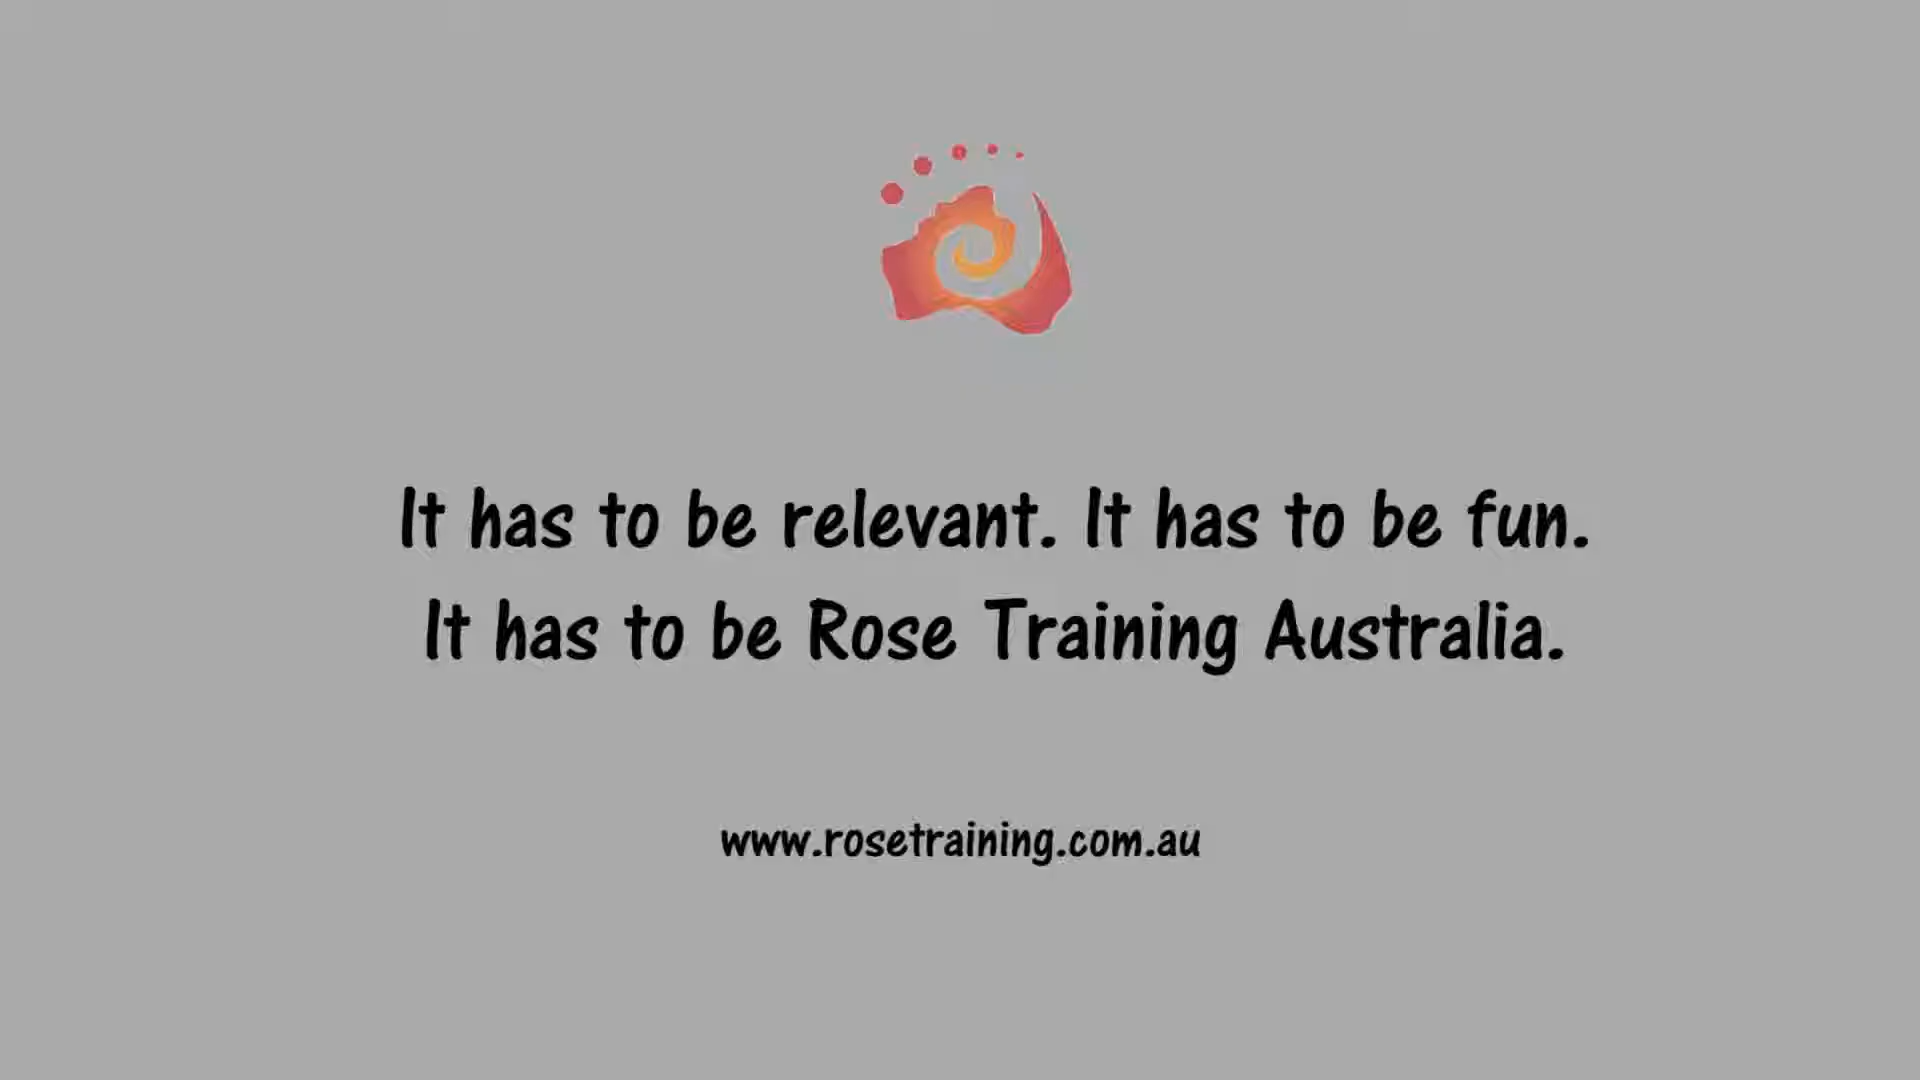 It has to be relevant. It has to be fun.
It has to be Rose Training Australia.
www.rosetraining.com.au